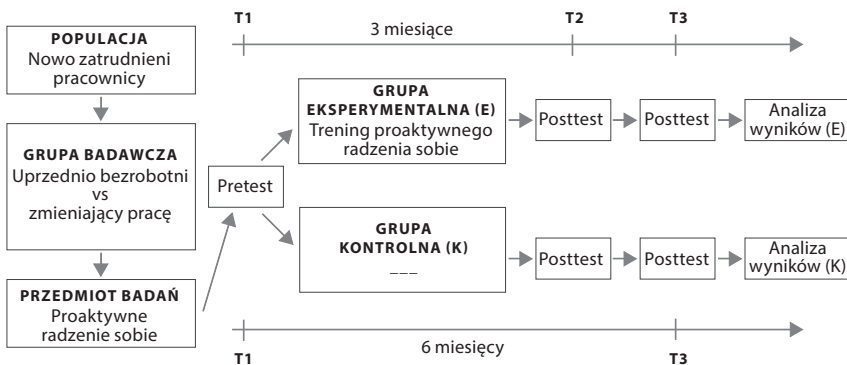 T1
T2
T3
3 miesiące
POPULACJA
Nowo zatrudnieni
pracownicy
GRUPA BADAWCZA
Uprzednio bezrobotni
vs
zmieniający pracę
PRZEDMIOT BADAŃ
Proaktywne
radzenie sobie
Pretest
GRUPA
EKSPERYMENTALNA (E)
Trening proaktywnego
radzenia sobie
Posttest
Posttest
Analiza
wyników (E)
GRUPA
KONTROLNA (K)
–––
Posttest
Posttest
Analiza
wyników (K)
6 miesięcy
T1
T3